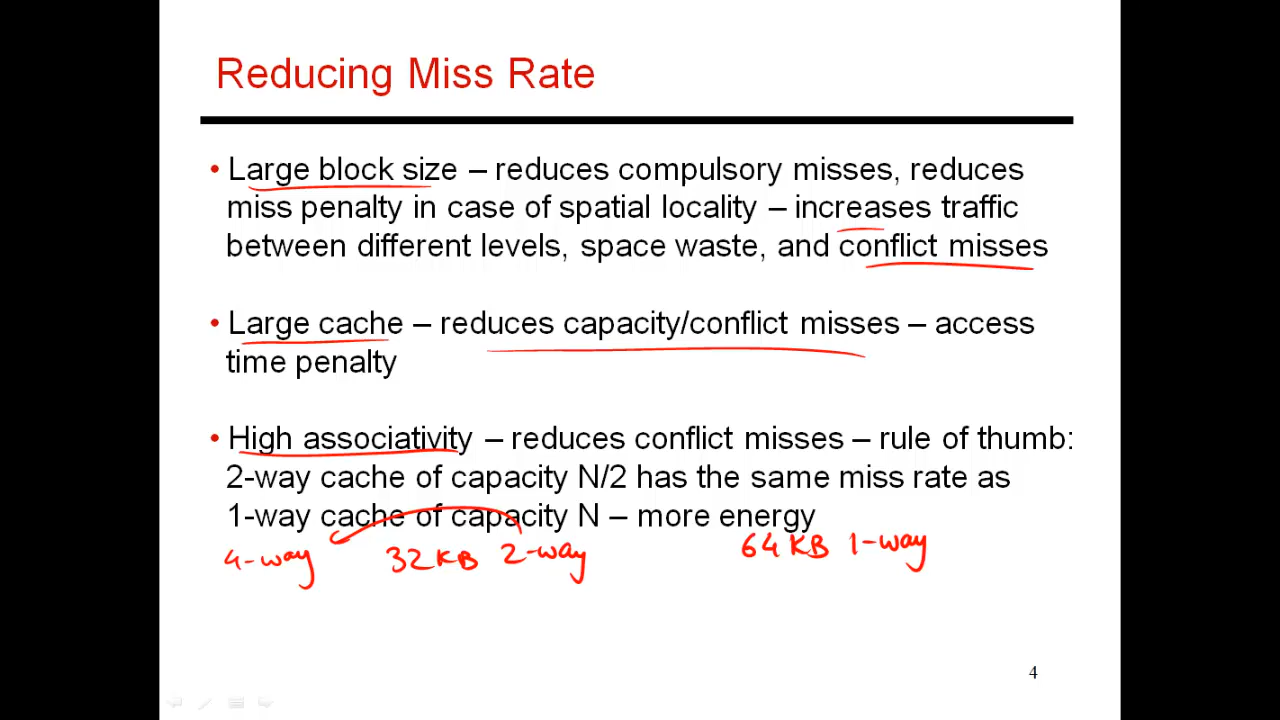 Reducing Miss Rate
• Large block size – reduces compulsory misses, reduces
miss penalty in case of spatial locality – increases traffic
between different levels, space waste, and conflict misses
• Large cache – reduces capacity/conflict misses – access
time penalty
• High associativity – reduces conflict misses – rule of thumb:
2-way cache of capacity N/2 has the same miss rate as
1-way cache of capacity N – more energy
4-way 32KB 2-way 64KB 1-way
4